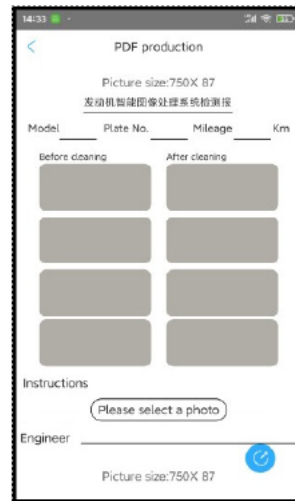 14:33
PDF production
Picture size:750X 87
发动机智能图像处理系统检测报
Model Plate No. Mileage Km
Before cleaning After cleaning
Instructions
Please select a photo
Engineer
Picture size:750X 87